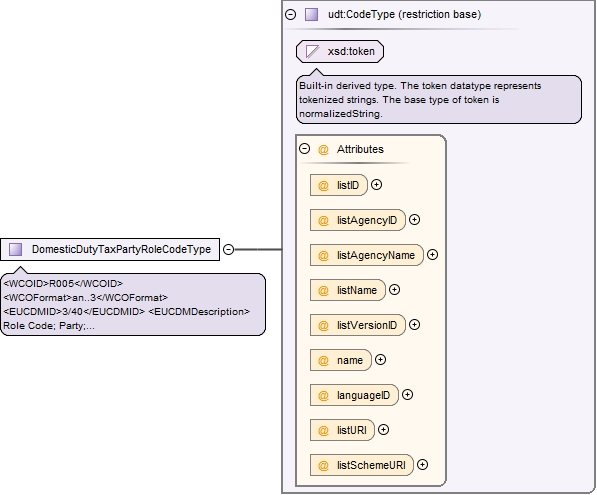 udt:CodeType (restriction base)
xsd:token
Built-in derived type. The token datatype represents
tokenized strings. The base type of token is
normalizedString.
@ Attributes
@ listID
@ listAgencyID
@ listAgencyName
@ listName
@ listVersionID
@ name
@ languageID
@ listURI
@ listSchemeURI
DomesticDutyTaxPartyRoleCodeType
<WCOID>R005</WCOID>
<WCOFormat>an..3</WCOFormat>
<EUCDMID>3/40</EUCDMID> <EUCDMDescription>
Role Code; Party;...